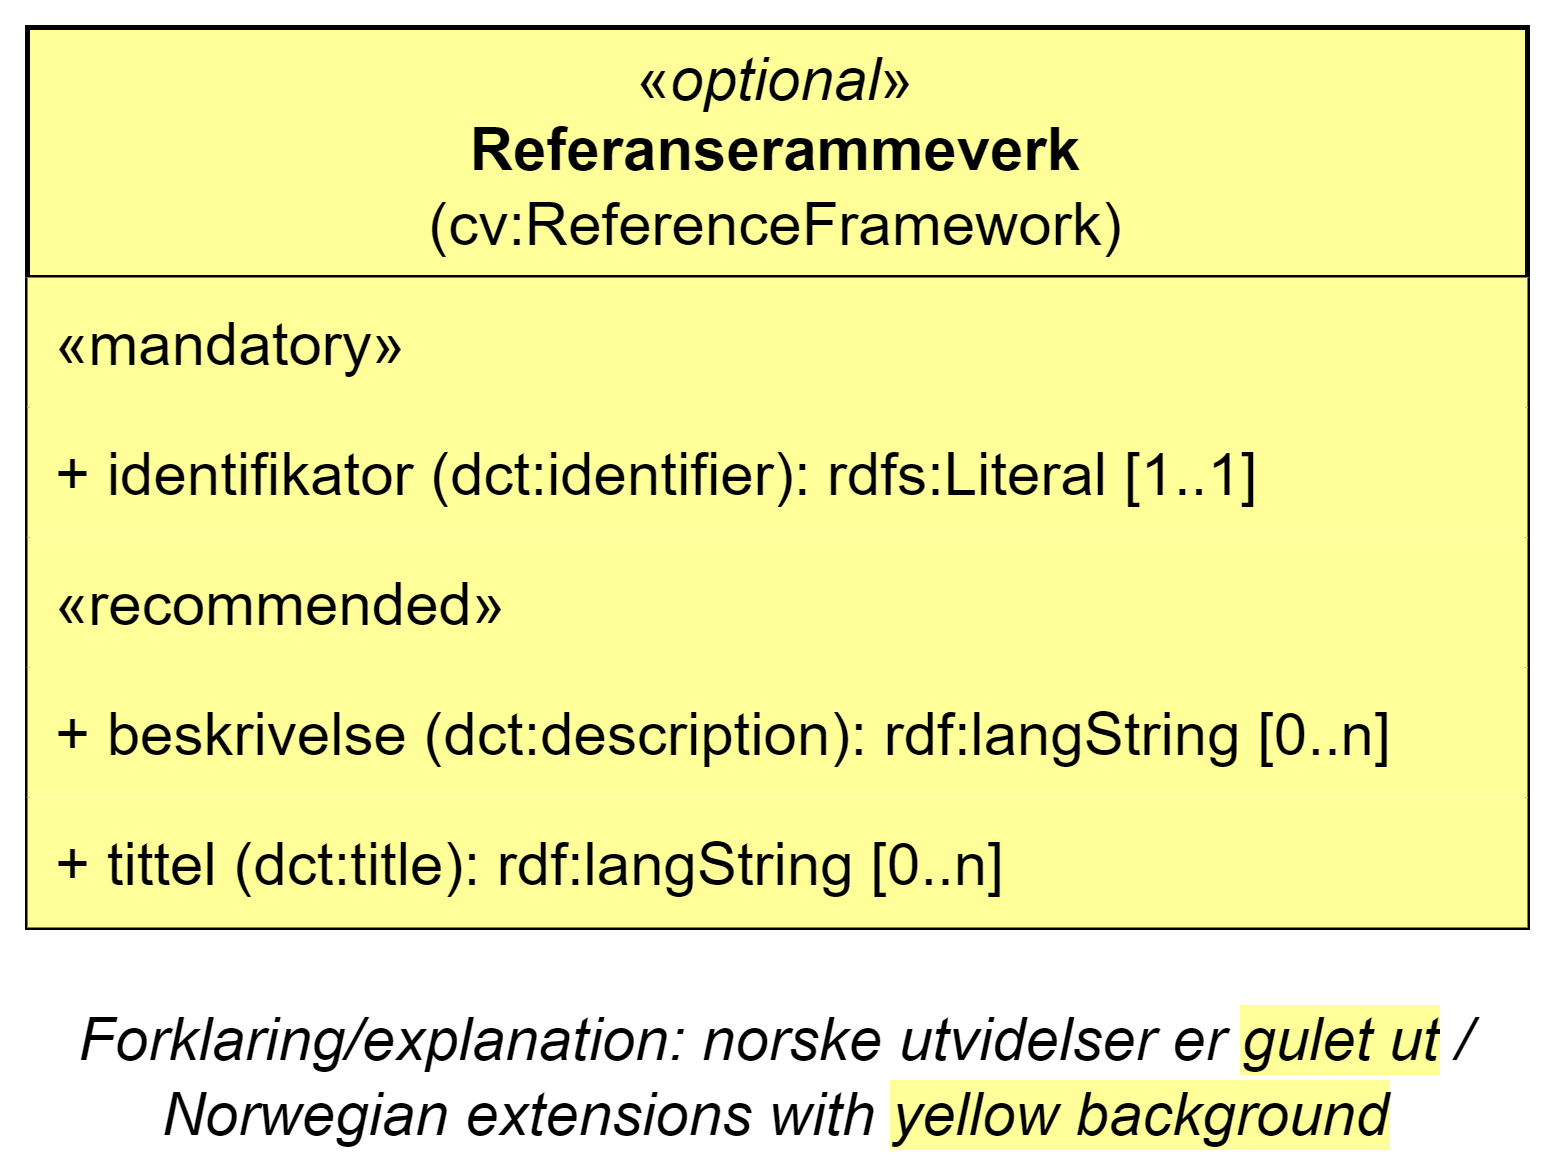 «optional»
Referanserammeverk
(cv:ReferenceFramework)
«mandatory»
+ identifikator (dct:identifier): rdfs:Literal [1..1]
«recommended»
+ beskrivelse (dct:description): rdf:langString [0..n]
+ tittel (dct:title): rdf:langString [0..n]
Forklaring/explanation: norske utvidelser er gulet ut /
Norwegian extensions with yellow background